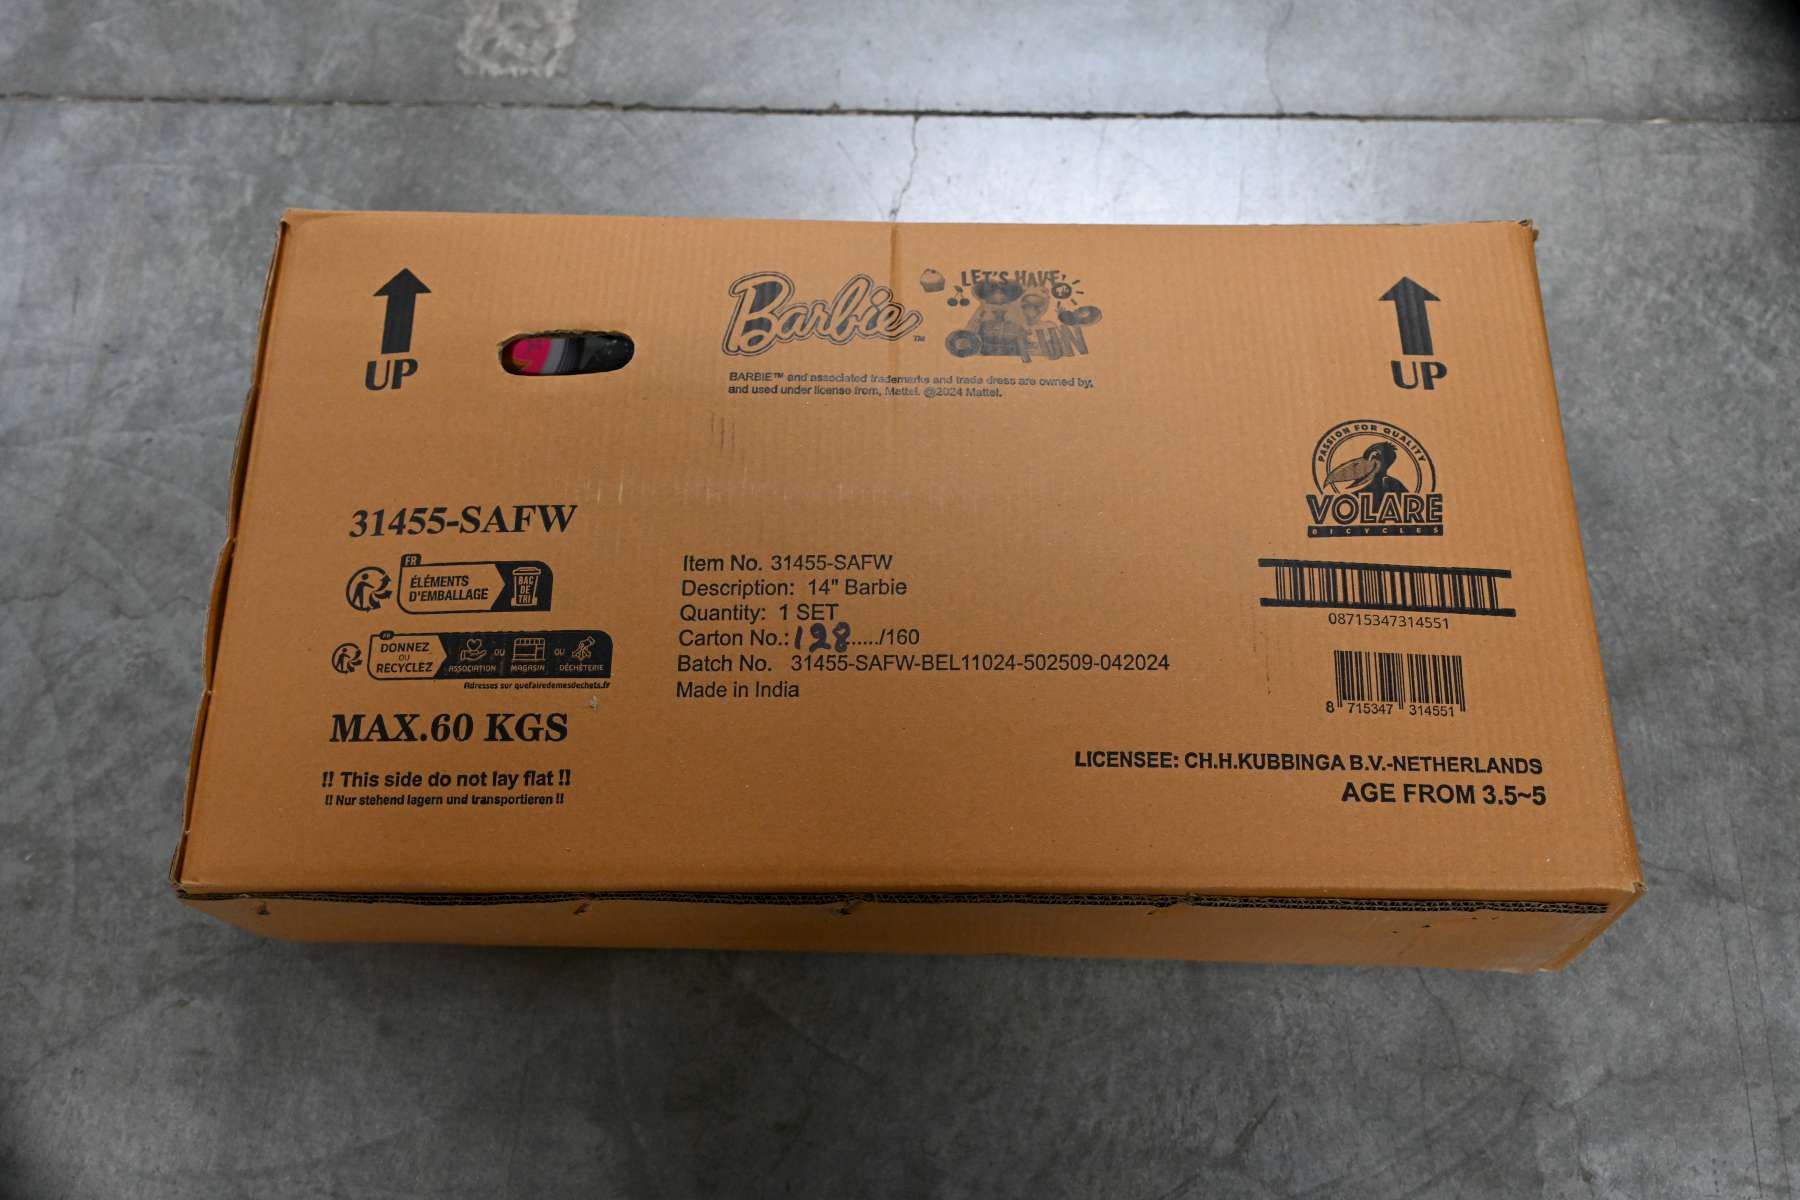 UP
Barbie™
LET'S HAVE
FUN
UP
BARBIE™ and associated trademarks and trade dress are owned by,
and used under license from, Mattel. @2024 Mattel.
PASSION FOR QUALITY
VOLARE
BICYCLES
31455-SAFW
FR
ÉLÉMENTS
D'EMBALLAGE
BAC
DE
TRI
FR
DONNEZ
OU
RECYCLEZ
ASSOCIATION OU MAGASIN OU DÉCHÈTERIE
Adresses sur quefairedemesdechets.fr
MAX.60 KGS
!! This side do not lay flat !!
!! Nur stehend lagern und transportieren !!
Item No. 31455-SAFW
Description: 14" Barbie
Quantity: 1 SET
Carton No.:128...../160
Batch No. 31455-SAFW-BEL11024-502509-042024
Made in India
08715347314551
8 715347 314551
LICENSEE: CH.H.KUBBINGA B.V.-NETHERLANDS
AGE FROM 3.5~5